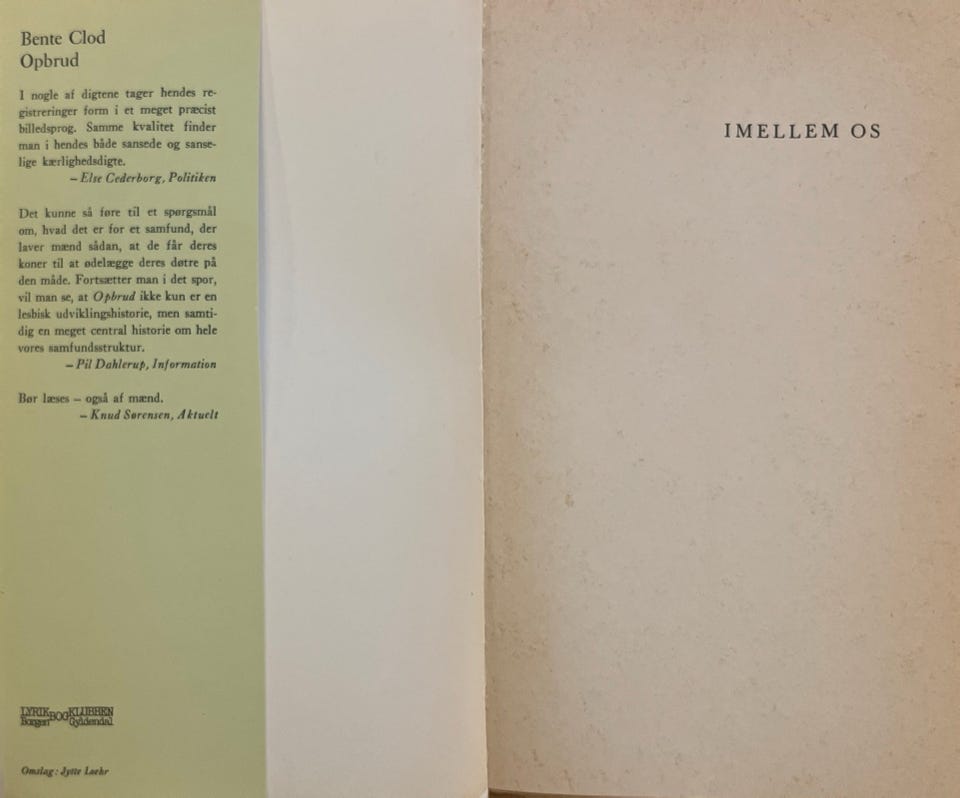 Bente Clod
Opbrud
I nogle af digtene tager hendes re-
gistreringer form i et meget præcist
billedsprog. Samme kvalitet finder
man i hendes både sansede og sanse-
lige kærlighedsdigte.
– Else Cederborg, Politiken
Det kunne så føre til et spørgsmål
om, hvad det er for et samfund, der
laver mænd sådan, at de får deres
koner til at ødelægge deres døtre på
den måde. Fortsætter man i det spor,
vil man se, at Opbrud ikke kun er en
lesbisk udviklingshistorie, men samti-
dig en meget central historie om hele
vores samfundsstruktur.
– Pil Dahlerup, Information
Bør læses – også af mænd.
– Knud Sørensen, Aktuelt
LYRIKBOGKLUBBEN
Borgen Gyldendal
Omslag: Jytte Loehr
IMELLEM OS